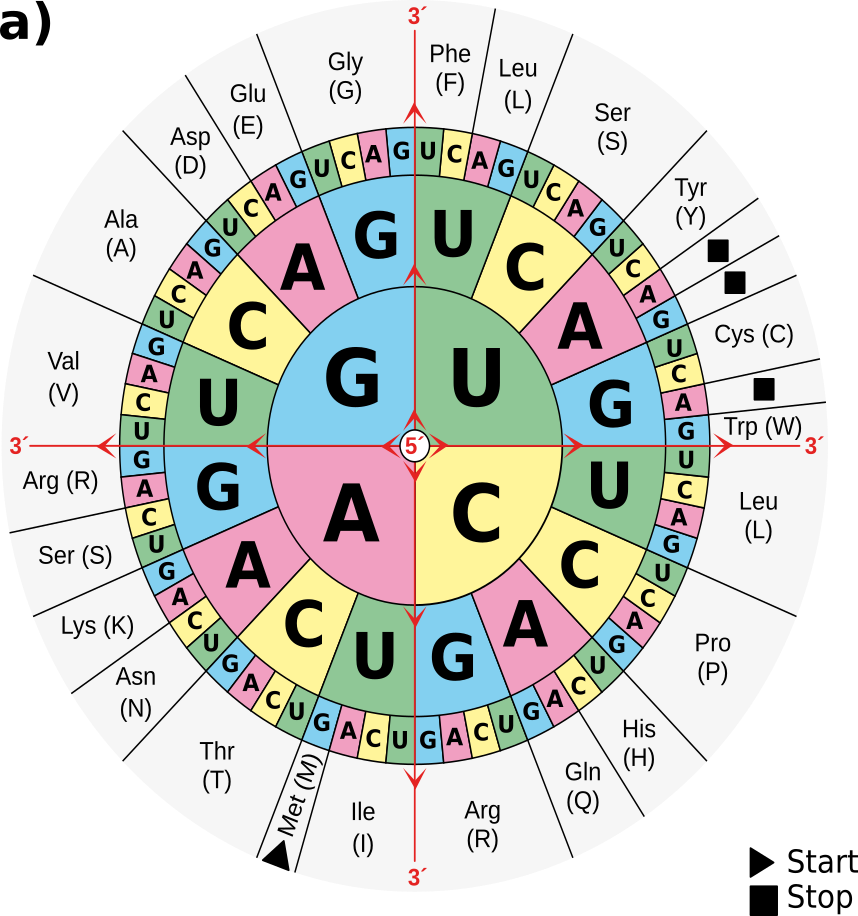 a)
3´
Gly
(G)
Phe
(F)
Leu
(L)
Glu
(E)
Ser
(S)
Asp
(D)
Tyr
(Y)
Ala
(A)
Cys (C)
Val
(V)
Trp (W)
3´
5´
3´
Arg (R)
Leu
(L)
Ser (S)
Lys (K)
Pro
(P)
Asn
(N)
His
(H)
Thr
(T)
Gln
(Q)
Met (M)
Ile
(I)
Arg
(R)
3´
G U
A C
G U
C
A
G
U
C
A
G
U
C
A
G
U
C
A
U C A G U C A G U C A G U C A G
U C A G U C A G U C A G U C A G
U C A G U C A G U C A G U C A G
U C A G U C A G U C A G U C A G
Start
Stop